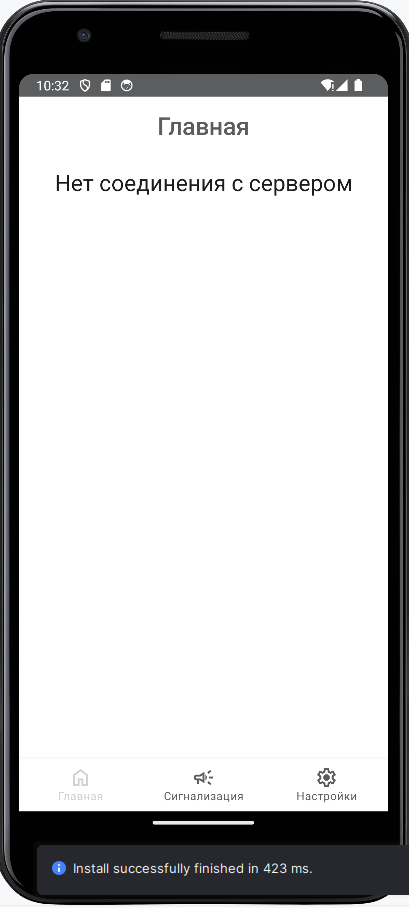 10:32
Главная
Нет соединения с сервером
Главная
Сигнализация
Настройки
Install successfully finished in 423 ms.